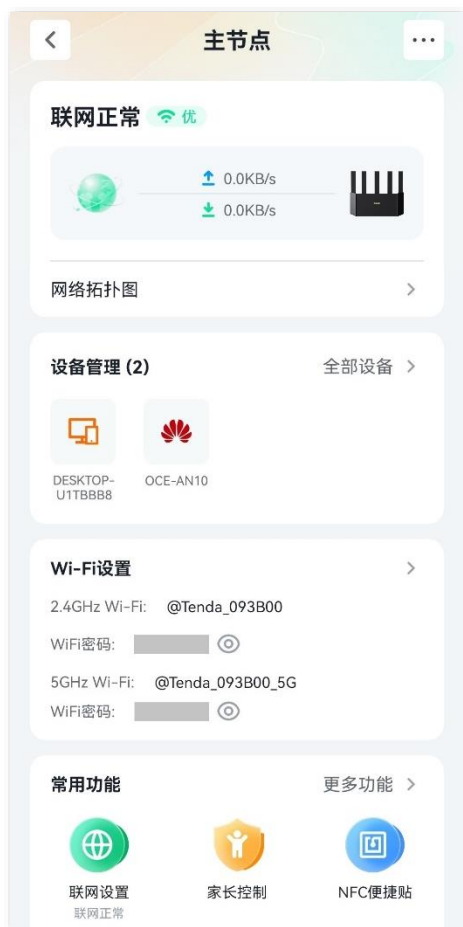 主节点
联网正常 优
0.0KB/s
0.0KB/s
网络拓扑图
设备管理 (2) 全部设备
DESKTOP-
U1TBBB8
OCE-AN10
Wi-Fi设置
2.4GHz Wi-Fi: @Tenda_093B00
WiFi密码:
5GHz Wi-Fi: @Tenda_093B00_5G
WiFi密码:
常用功能 更多功能
联网设置 家长控制 NFC便捷贴
联网正常